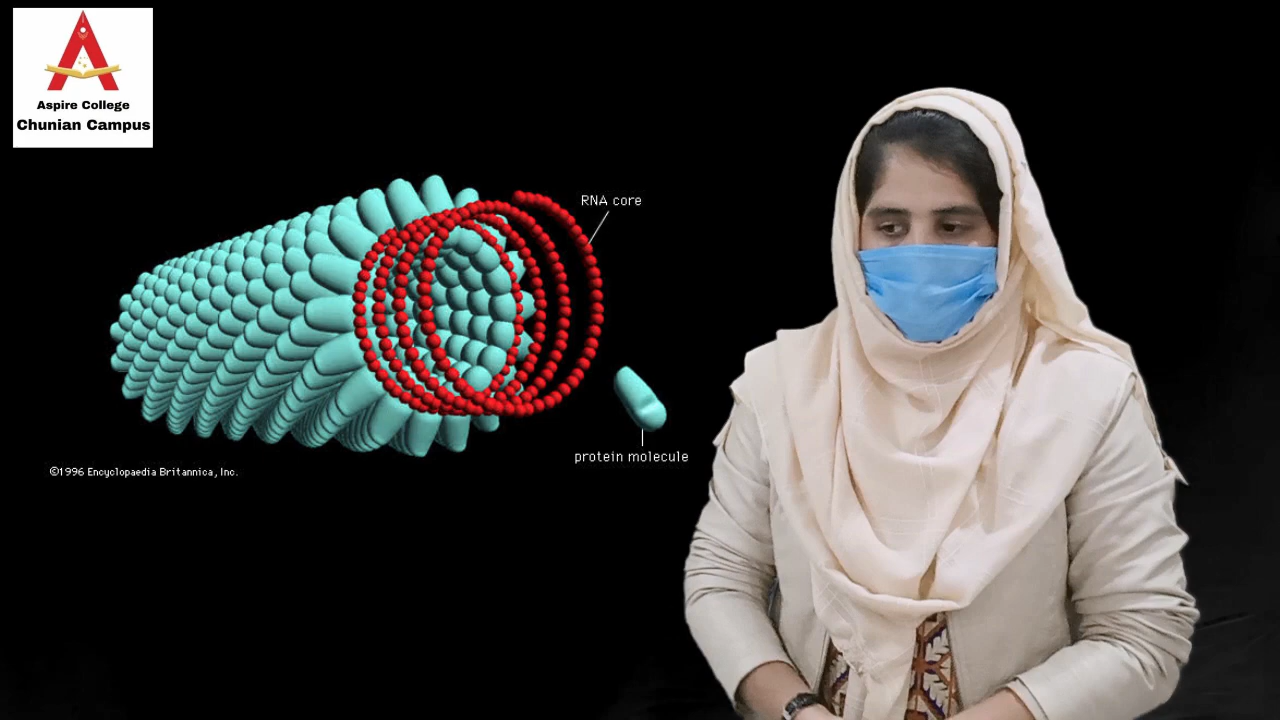 Aspire College
Chunian Campus
RNA core
protein molecule
©1996 Encyclopaedia Britannica, Inc.